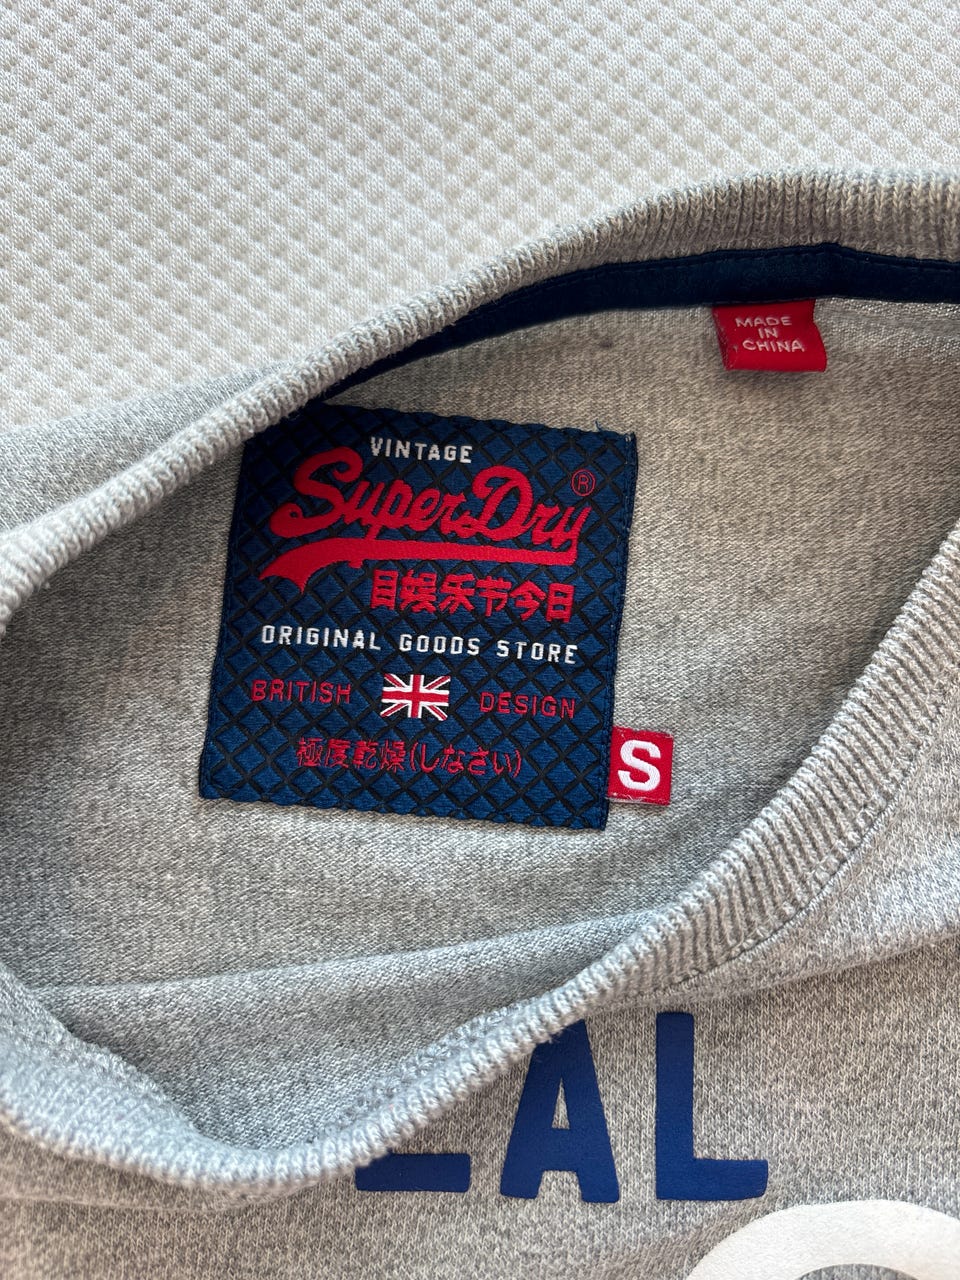 MADE
IN
CHINA
VINTAGE
SuperDry®
目娱乐节今日
ORIGINAL GOODS STORE
BRITISH DESIGN
極度乾燥(しなさい)
S
AL